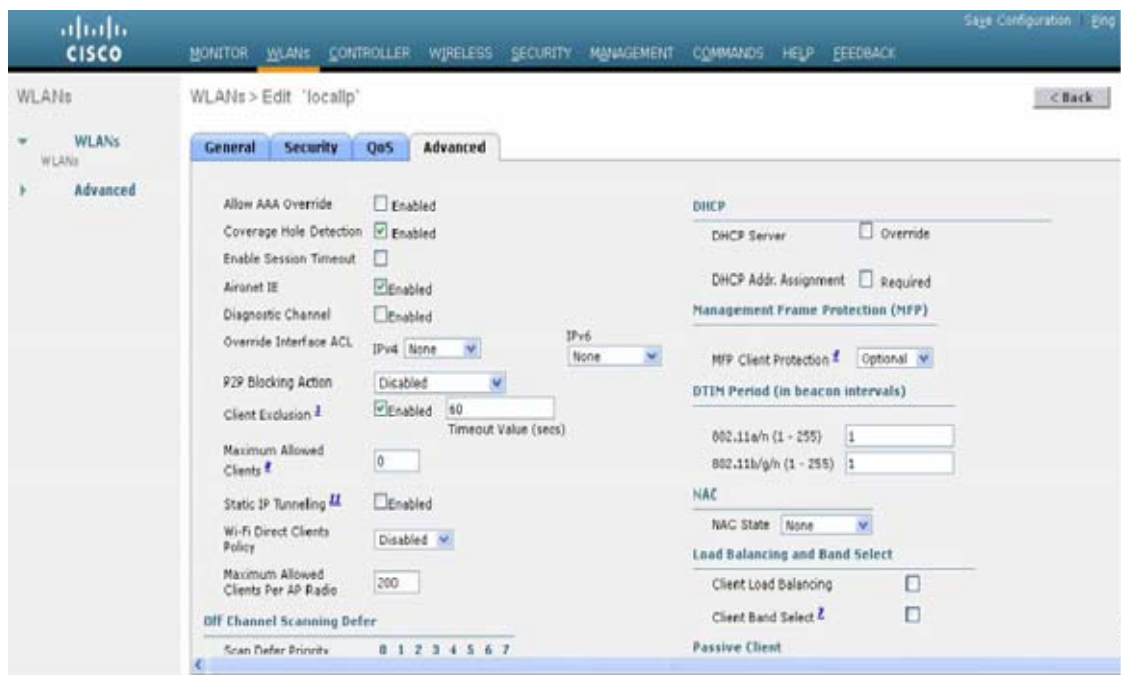 Save Configuration Ping
CISCO
MONITOR WLANs CONTROLLER WIRELESS SECURITY MANAGEMENT COMMANDS HELP FEEDBACK
WLANs
WLANs > Edit 'locallp'
< Back
WLANs
WLANs
Advanced
General Security QoS Advanced
Allow AAA Override Enabled
Coverage Hole Detection Enabled
Enable Session Timeout
Aironet IE Enabled
Diagnostic Channel Enabled
Override Interface ACL IPv4 None IPv6 None
P2P Blocking Action Disabled
Client Exclusion Enabled 60
Timeout Value (secs)
Maximum Allowed
Clients 0
Static IP Tunneling 11 Enabled
Wi-Fi Direct Clients
Policy Disabled
Maximum Allowed
Clients Per AP Radio 200
Off Channel Scanning Defer
Scan Defer Priority 0 1 2 3 4 5 6 7
DHCP
DHCP Server Override
DHCP Addr. Assignment Required
Management Frame Protection (MFP)
MFP Client Protection Optional
DTIM Period (in beacon intervals)
802.11a/n (1 - 255) 1
802.11b/g/n (1 - 255) 1
NAC
NAC State None
Load Balancing and Band Select
Client Load Balancing
Client Band Select
Passive Client